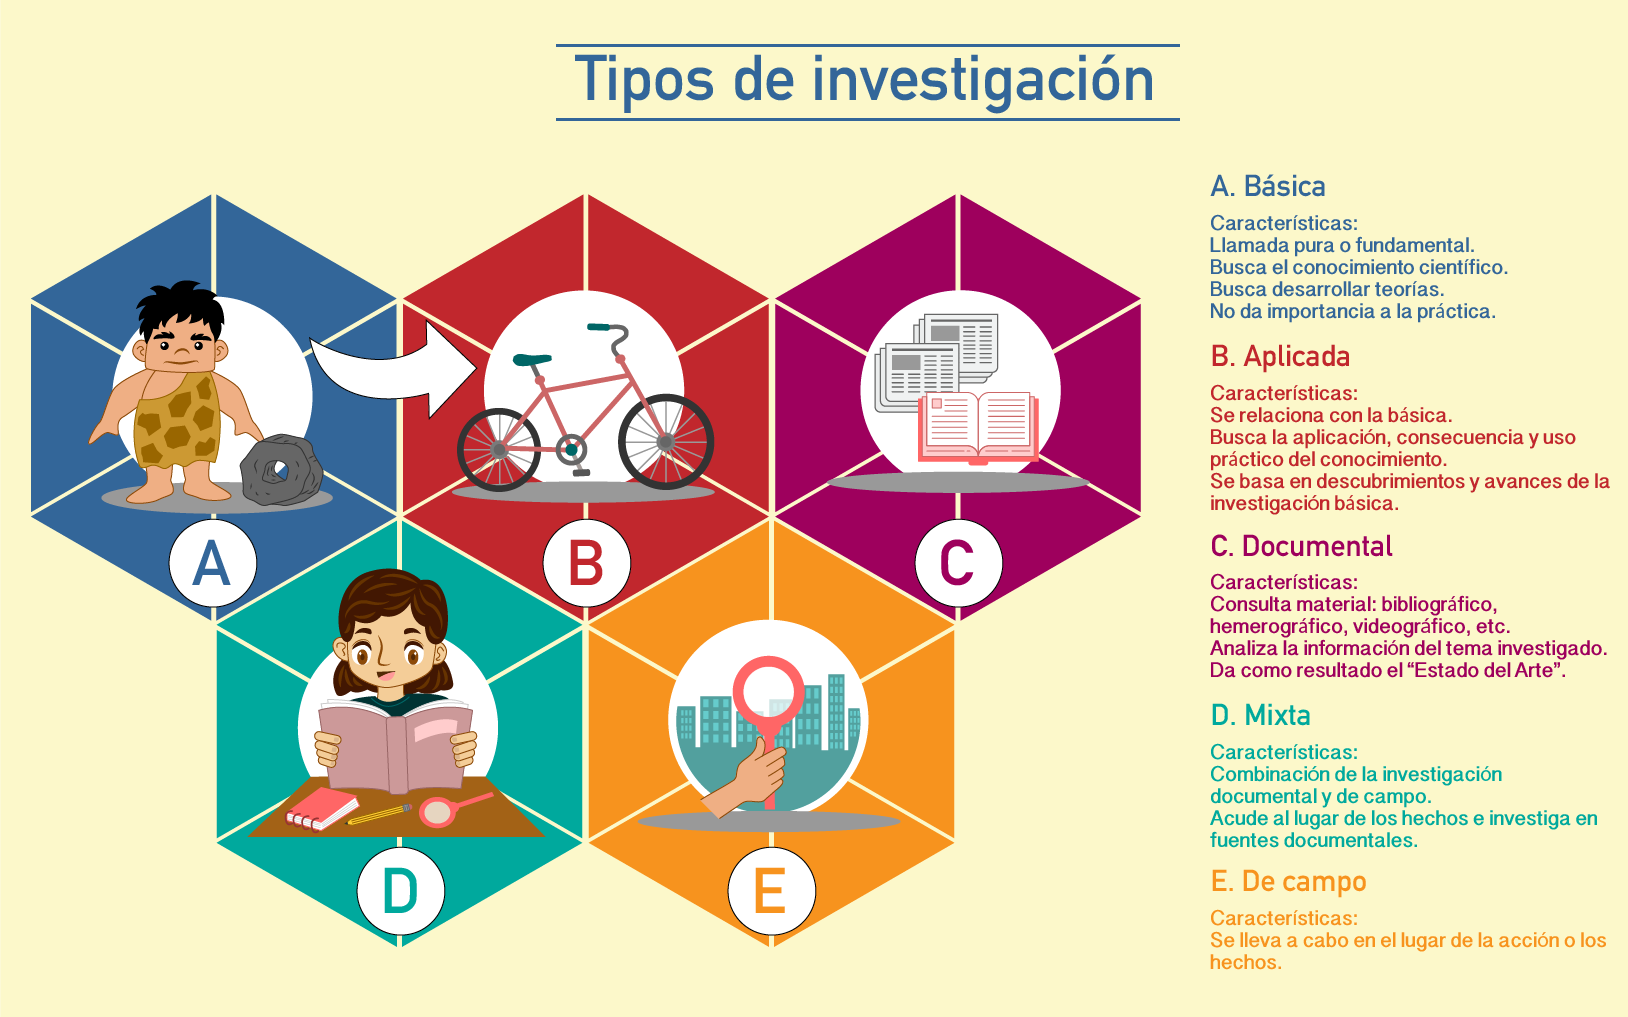 Tipos de investigación
A. Básica
Características:
Llamada pura o fundamental.
Busca el conocimiento científico.
Busca desarrollar teorías.
No da importancia a la práctica.
B. Aplicada
Características:
Se relaciona con la básica.
Busca la aplicación, consecuencia y uso
práctico del conocimiento.
Se basa en descubrimientos y avances de la
investigación básica.
C. Documental
Características:
Consulta material: bibliográfico,
hemerográfico, videográfico, etc.
Analiza la información del tema investigado.
Da como resultado el “Estado del Arte”.
D. Mixta
Características:
Combinación de la investigación
documental y de campo.
Acude al lugar de los hechos e investiga en
fuentes documentales.
E. De campo
Características:
Se lleva a cabo en el lugar de la acción o los
hechos.
A
B
C
D
E